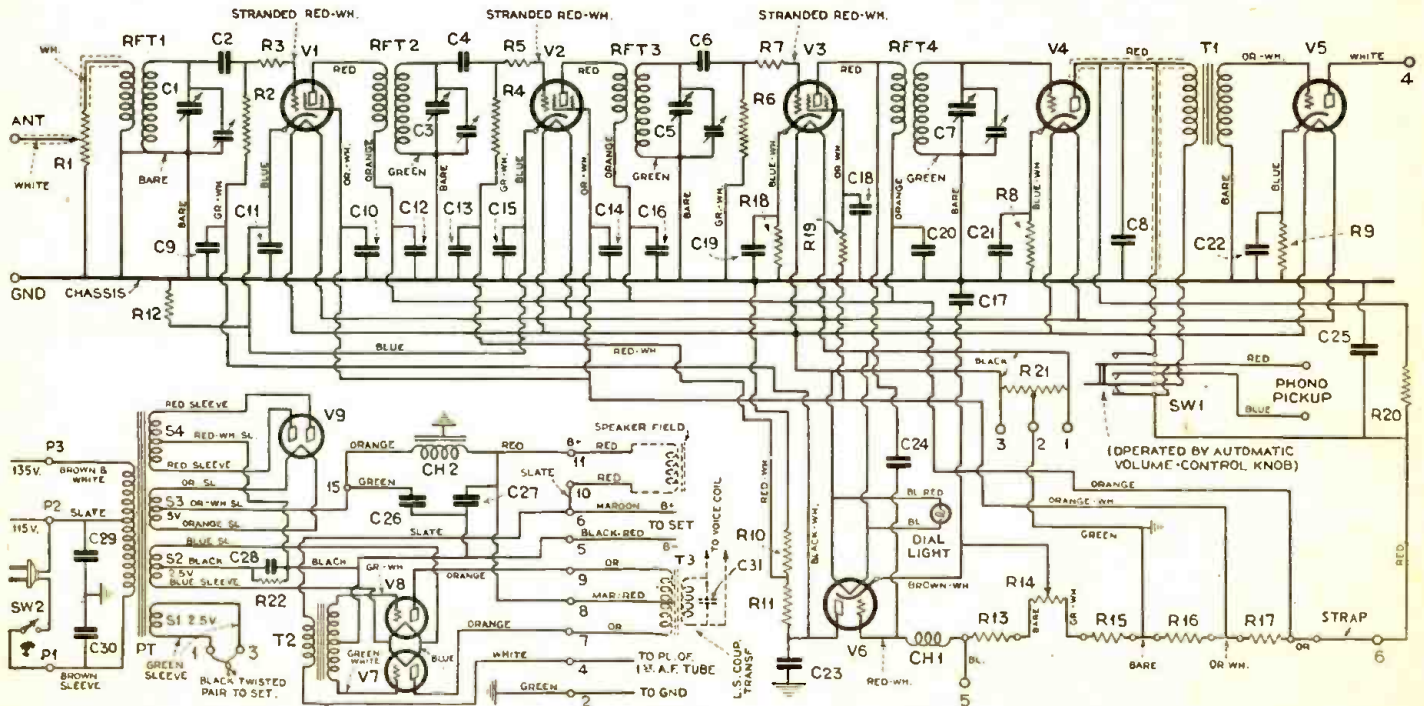 STRANDED RED-WH.
STRANDED RED-WH.
STRANDED RED-WH.
WH.
RFT1
C2
R3
V1
RFT2
C4
R5
V2
RFT3
C6
R7
V3
RFT4
V4
RED
T1
OR-WH.
V5
WHITE
4
C1
R2
RED
C3
R4
RED
C5
R6
RED
C7
ANT
WHITE
R1
BARE
BARE
GR-WH
BLUE
OR-WH.
ORANGE
GREEN
BARE
GR-WH.
BLUE
OR-WH
ORANGE
GREEN
BARE
GR-WH.
BLUE-WH
OR-WH
ORANGE
GREEN
BARE
BLUE-WH
BLUE
C9
C11
C10
C12
C13
C15
C14
C16
C19
R18
R19
C18
C20
C21
R8
C8
C22
R9
GND
CHASSIS
R12
BLUE
RED-WH
C17
BLACK
R21
3
2
1
SW1
RED
BLUE
PHONO
PICKUP
C25
R20
(OPERATED BY AUTOMATIC
VOLUME-CONTROL KNOB)
RED SLEEVE
S4
RED-WH SL.
RED SLEEVE
V9
P3
135V.
BROWN &
WHITE
OR. SL
S3
OR-WH SL
5V
ORANGE SL.
ORANGE
CH2
RED
15
GREEN
C26
C27
B+
11
RED
SPEAKER FIELD
SLATE
10
RED
MAROON
B+
6
TO SET
P2
115V.
SLAVE
C29
BLUE SL
S2
BLACK
2.5V
BLUE SLEEVE
C28
R22
BLACK
SLATE
BLACK-RED
5
B-
GR-WH
V8
ORANGE
9
OR
T3
TO VOICE COIL
C31
MAR-RED
8
SW2
C30
P1
BROWN
SLEEVE
PT
S1 2.5V
GREEN
SLEEVE
1
3
BLACK TWISTED
PAIR TO SET.
T2
GREEN
WHITE
V7
BLUE
ORANGE
7
OR
L.S. COUP.
TRANSF.
WHITE
4
TO PL. OF
1ST. A.F. TUBE
GREEN
2
TO GND
RED-WH
R10
R11
C23
BLACK-WH.
C24
BL RED
BL
DIAL
LIGHT
BROWN-WH
V6
RED-WH.
CH1
BL.
5
R13
BARE
R14
GR-WH
R15
BARE
R16
OR WH.
R17
OR
STRAP
6
ORANGE
ORANGE-WH.
GREEN
RED